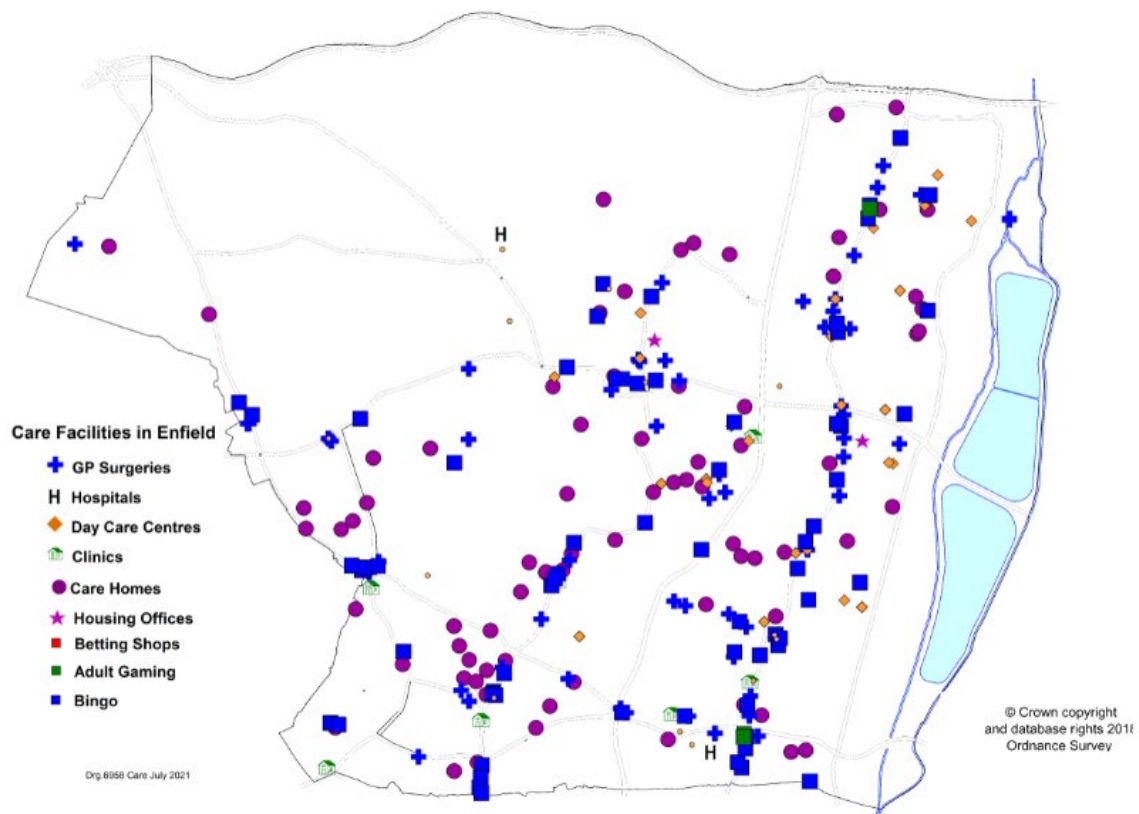 H
Care Facilities in Enfield
GP Surgeries
H Hospitals
Day Care Centres
Clinics
Care Homes
Housing Offices
Betting Shops
Adult Gaming
Bingo
© Crown copyright
and database rights 2018
Ordnance Survey
H
Drg.6958 Care July 2021